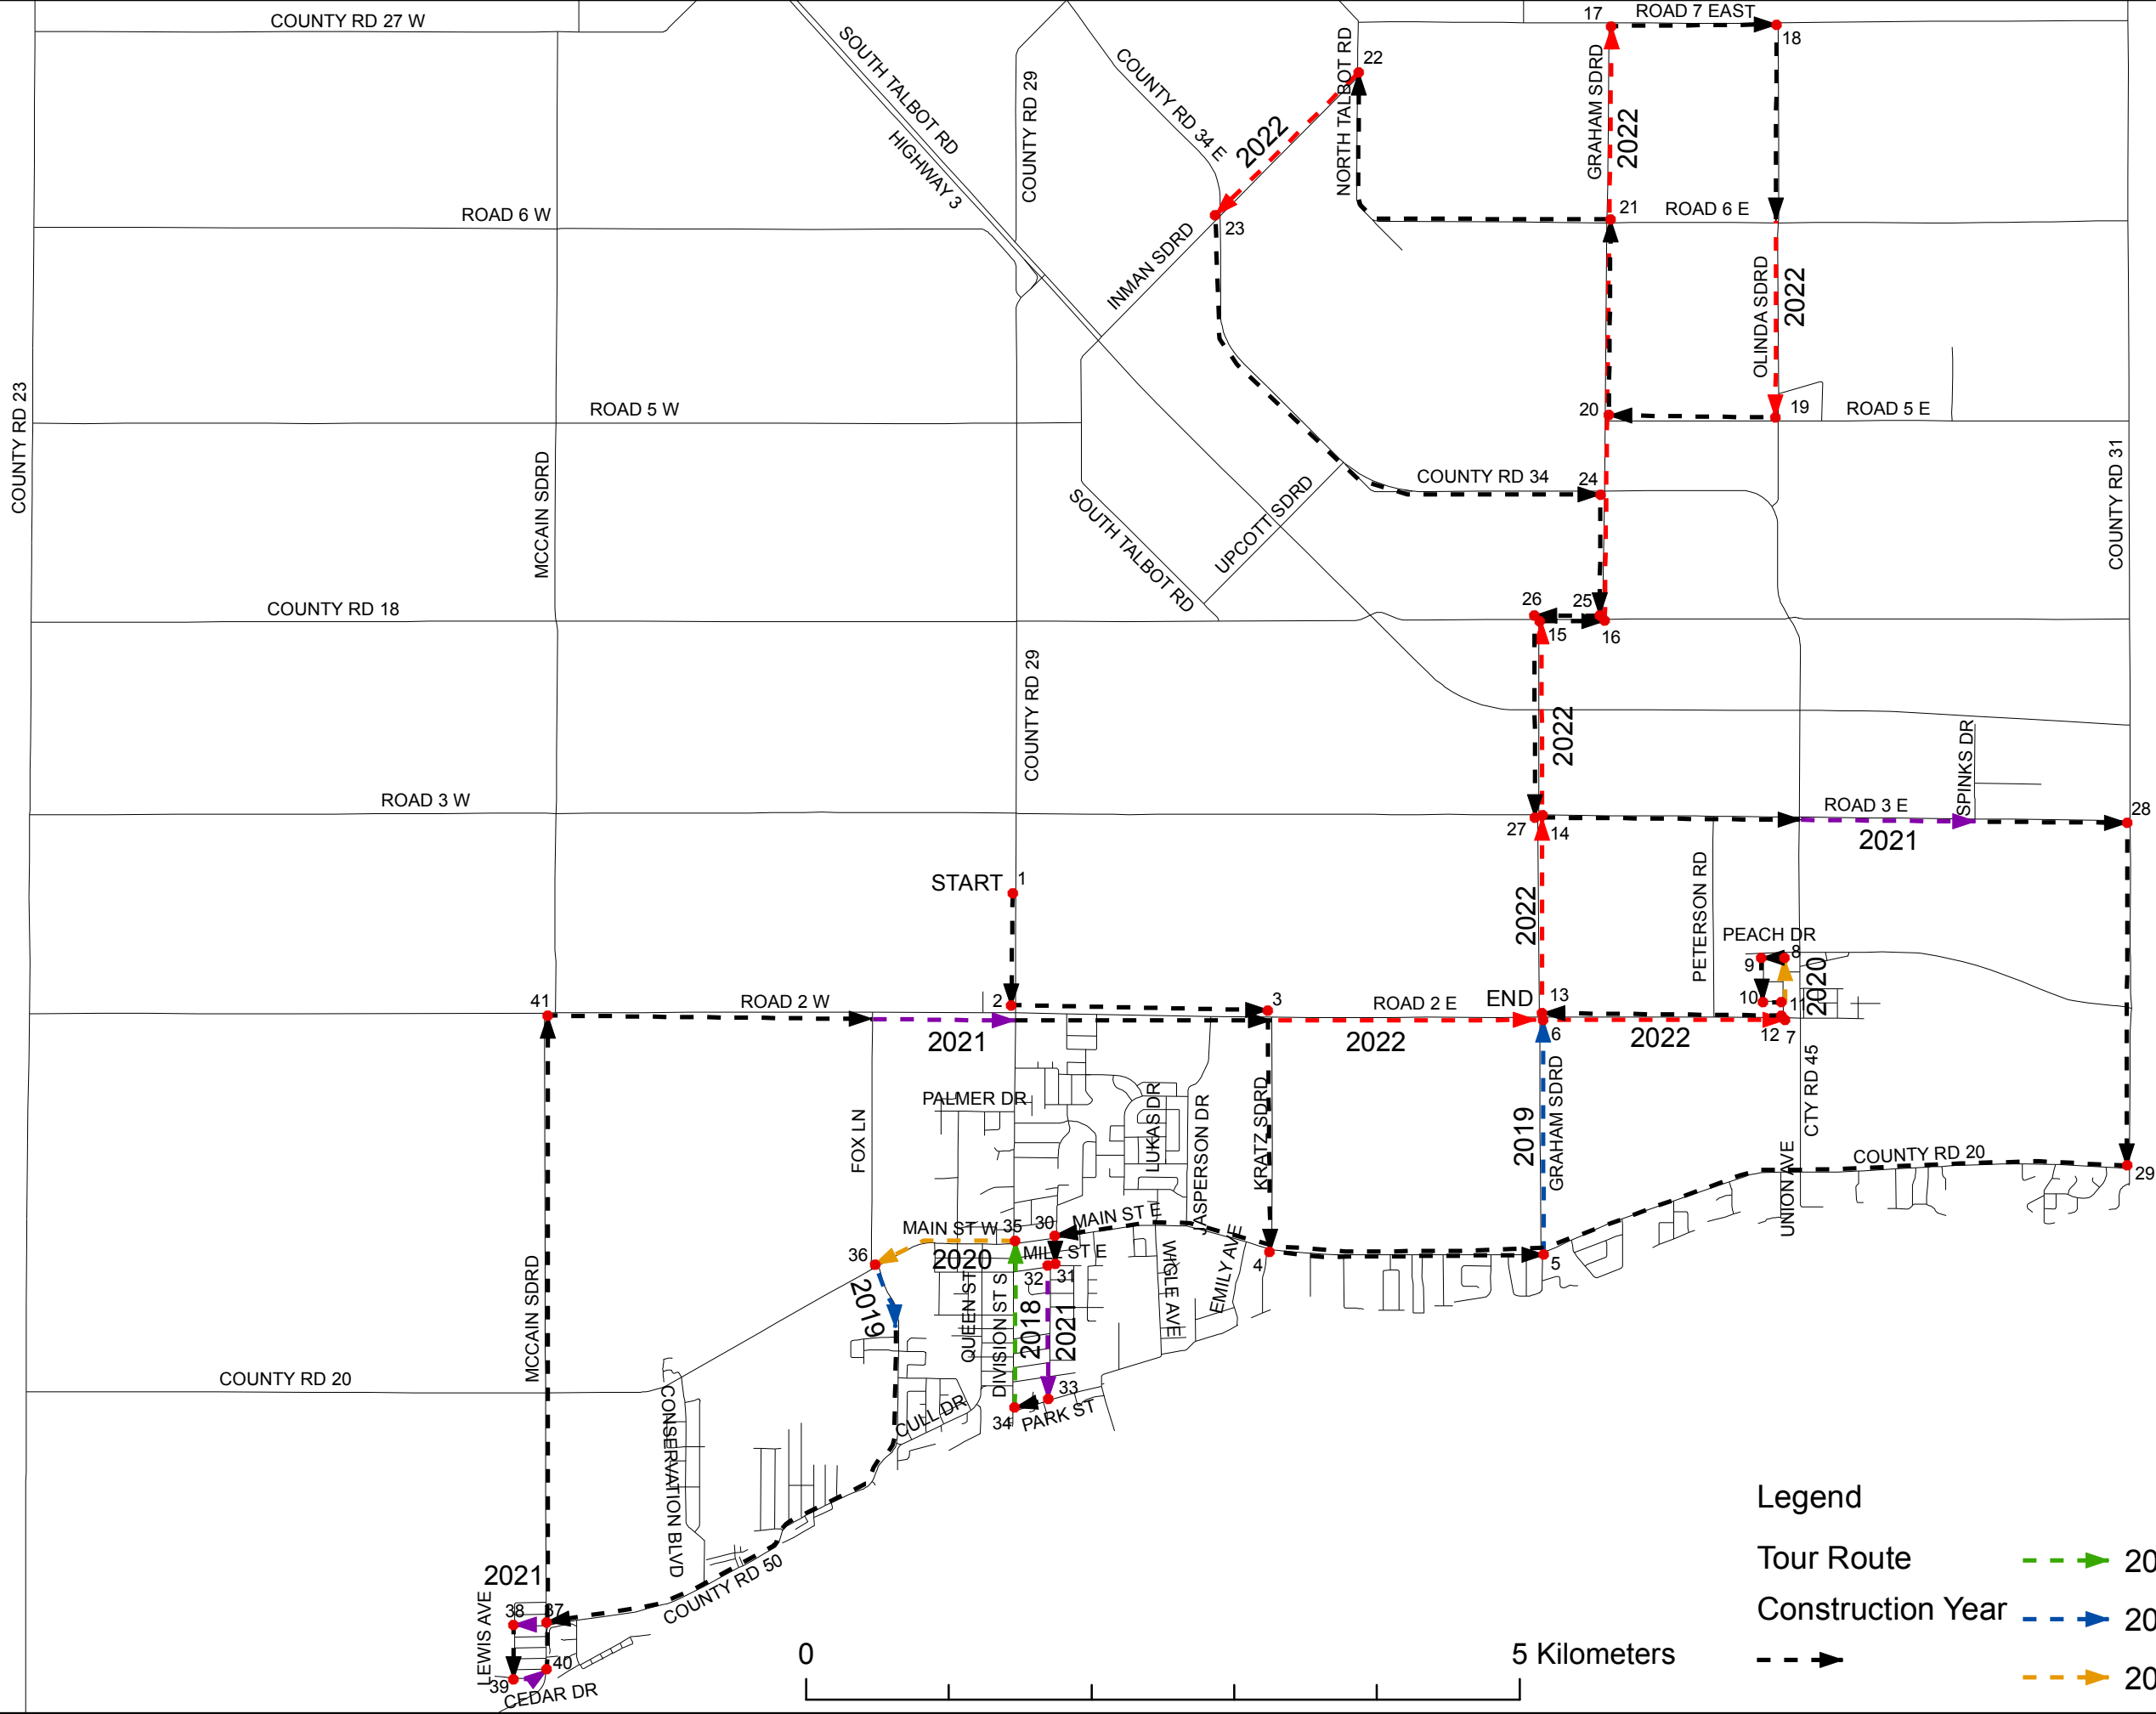 COUNTY RD 27 W
SOUTH TALBOT RD
HIGHWAY 3
COUNTY RD 29
COUNTY RD 34 E
2022
NORTH TALBOT RD
22
17
ROAD 7 EAST
18
GRAHAM SDRD
2022
21
ROAD 6 E
ROAD 6 W
23
INMAN SDRD
OLINDA SDRD
2022
COUNTY RD 23
ROAD 5 W
20
19
ROAD 5 E
COUNTY RD 31
MCCAIN SDRD
SOUTH TALBOT RD
UPCOTT SDRD
COUNTY RD 34
24
COUNTY RD 18
26
25
15
16
COUNTY RD 29
2022
ROAD 3 W
27
14
ROAD 3 E
SPINKS DR
2021
28
START
1
2022
PETERSON RD
PEACH DR
8
9
10
11
2020
41
ROAD 2 W
2
3
ROAD 2 E
END
13
6
12
7
2021
2022
2022
PALMER DR
FOX LN
LUKAS DR
JASPERSON DR
KRATZ SDRD
2019
GRAHAM SDRD
CTY RD 45
UNION AVE
COUNTY RD 20
29
MAIN ST W
35
30
MAIN ST E
36
2020
MILL ST E
32
31
4
5
2019
QUEEN ST
DIVISION ST S
2018
2021
WIGLE AVE
EMILY AVE
MCCAIN SDRD
COUNTY RD 20
CONSERVATION BLVD
CULL DR
33
34
PARK ST
COUNTY RD 50
2021
LEWIS AVE
38
37
40
39
CEDAR DR
0
5 Kilometers
Legend
Tour Route
20
Construction Year
20
20